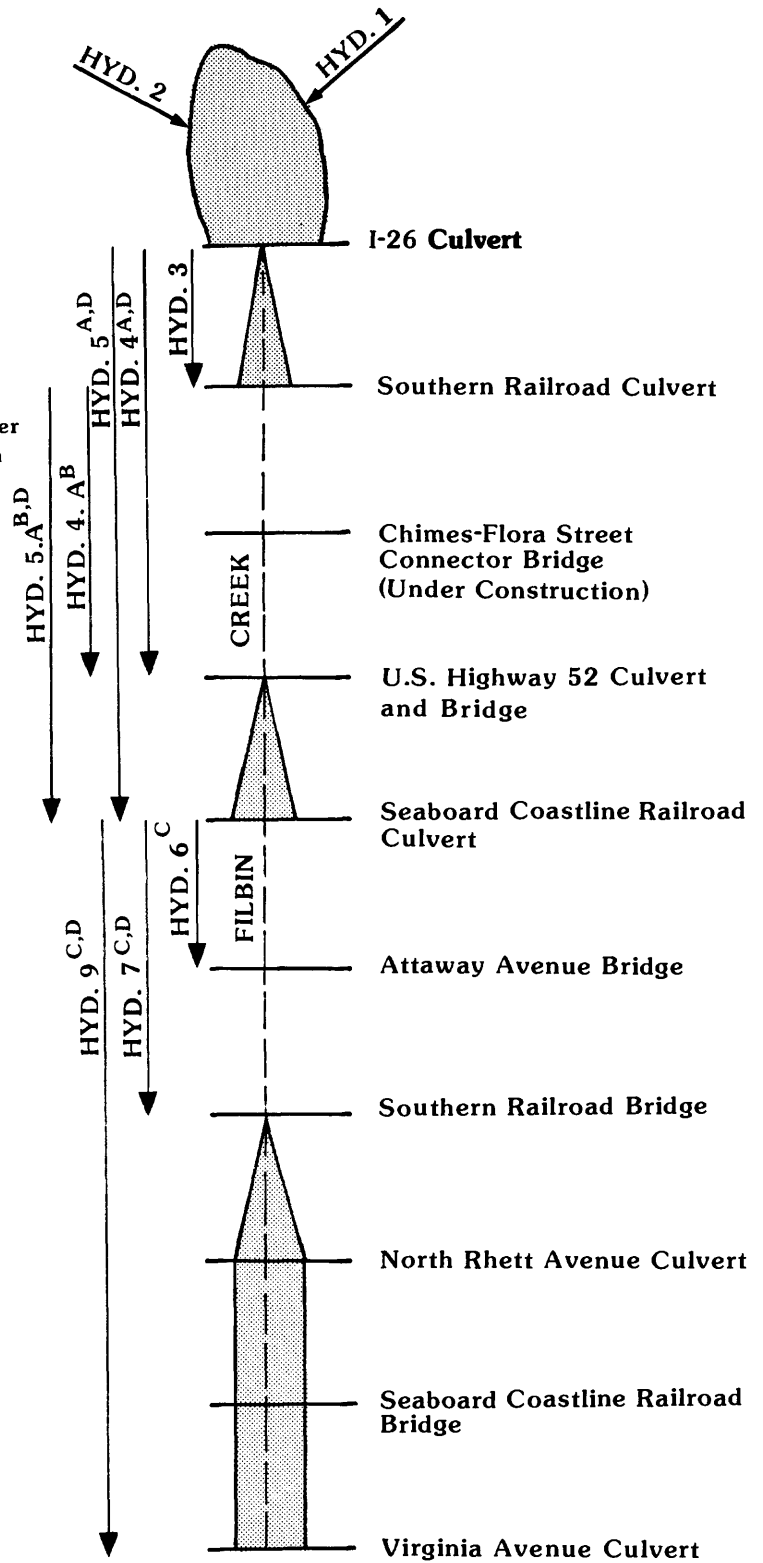 HYD. 1
HYD. 2
I-26 Culvert
HYD. 3
HYD. 4 A,D
HYD. 5 A,D
Southern Railroad Culvert
er
HYD. 4. A B
HYD. 5.A B,D
Chimes-Flora Street
Connector Bridge
(Under Construction)
CREEK
U.S. Highway 52 Culvert
and Bridge
Seaboard Coastline Railroad
Culvert
HYD. 6 C
FILBIN
HYD. 7 C,D
HYD. 9 C,D
Attaway Avenue Bridge
Southern Railroad Bridge
North Rhett Avenue Culvert
Seaboard Coastline Railroad
Bridge
Virginia Avenue Culvert